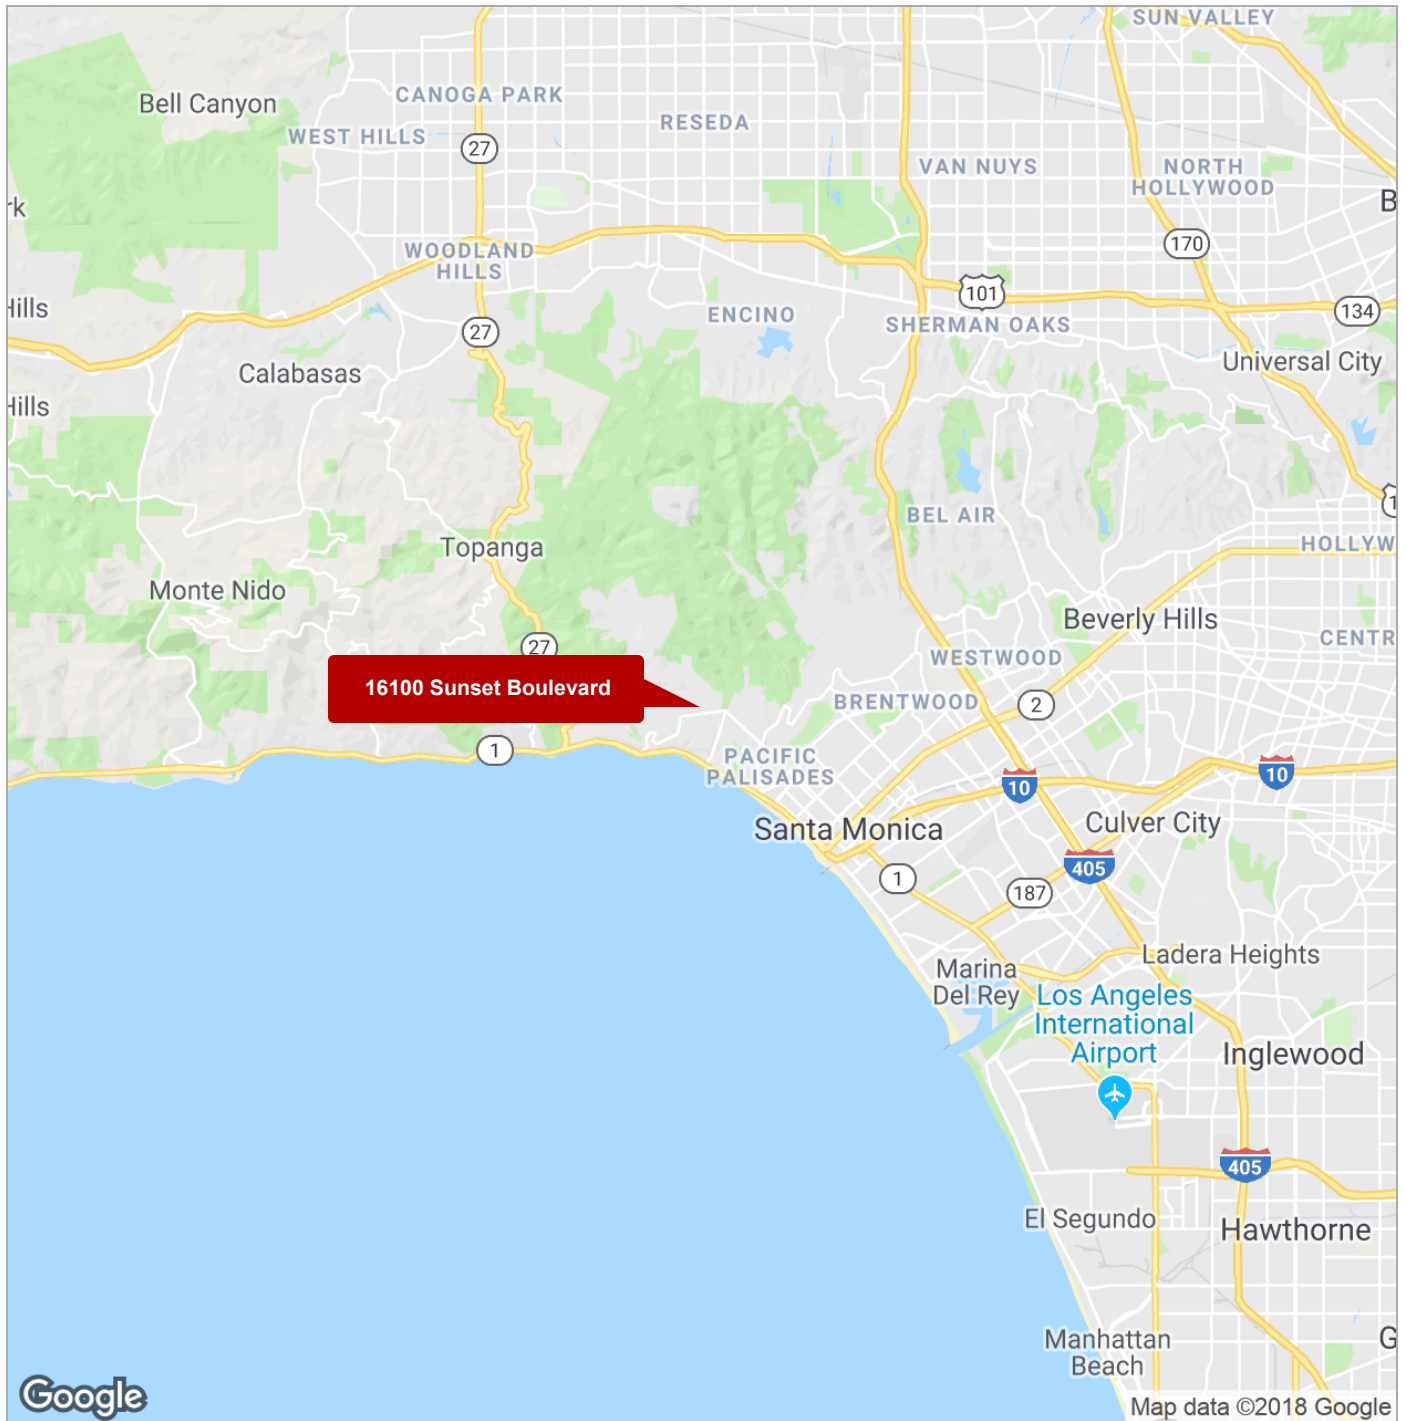 SUN VALLEY
Bell Canyon
CANOGA PARK
WEST HILLS
RESEDA
27
VAN NUYS
NORTH
HOLLYWOOD
rk
B
170
WOODLAND
HILLS
101
Hills
ENCINO
134
27
SHERMAN OAKS
Calabasas
Universal City
Hills
1
BEL AIR
HOLLYW
Topanga
Monte Nido
Beverly Hills
27
CENTR
WESTWOOD
16100 Sunset Boulevard
BRENTWOOD
2
1
PACIFIC
PALISADES
10
10
Santa Monica
Culver City
405
1
187
Ladera Heights
Marina
Del Rey
Los Angeles
International
Airport
Inglewood
405
El Segundo
Hawthorne
Manhattan
Beach
G
Google
Map data ©2018 Google